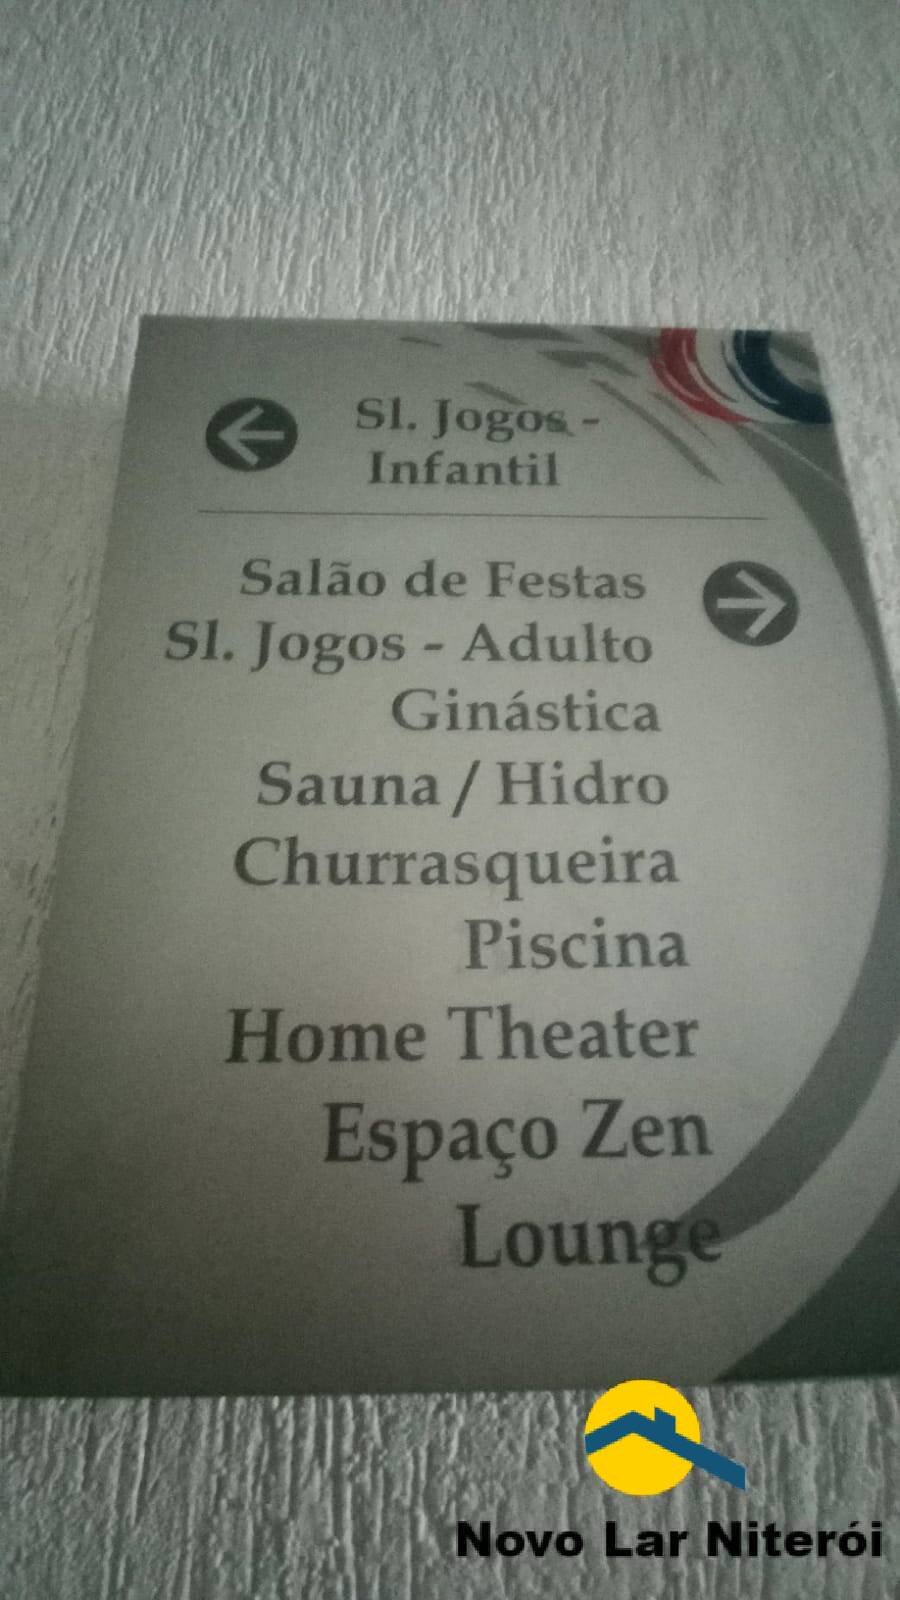 Sl. Jogos -
Infantil
Salão de Festas
Sl. Jogos - Adulto
Ginástica
Sauna / Hidro
Churrasqueira
Piscina
Home Theater
Espaço Zen
Lounge
Novo Lar Niterói